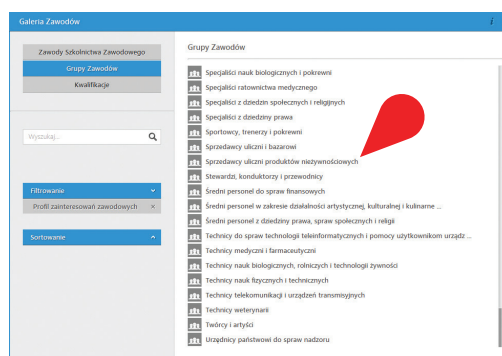 Galeria Zawodów
i
Zawody Szkolnictwa Zawodowego
Grupy Zawodów
Kwalifikacje
Wyszukaj...
Filtrowanie
Profil zainteresowań zawodowych ×
Sortowanie
Grupy Zawodów
Specjaliści nauk biologicznych i pokrewni
Specjaliści ratownictwa medycznego
Specjaliści z dziedzin społecznych i religijnych
Specjaliści z dziedziny prawa
Sportowcy, trenerzy i pokrewni
Sprzedawcy uliczni i bazarowi
Sprzedawcy uliczni produktów nieżywnościowych
Stewardzi, konduktorzy i przewodnicy
Średni personel do spraw finansowych
Średni personel w zakresie działalności artystycznej, kulturalnej i kulinarne ...
Średni personel z dziedziny prawa, spraw społecznych i religii
Technicy do spraw technologii teleinformatycznych i pomocy użytkownikom urządz ...
Technicy medyczni i farmaceutyczni
Technicy nauk biologicznych, rolniczych i technologii żywności
Technicy nauk fizycznych i technicznych
Technicy telekomunikacji i urządzeń transmisyjnych
Technicy weterynarii
Twórcy i artyści
Urzędnicy państwowi do spraw nadzoru